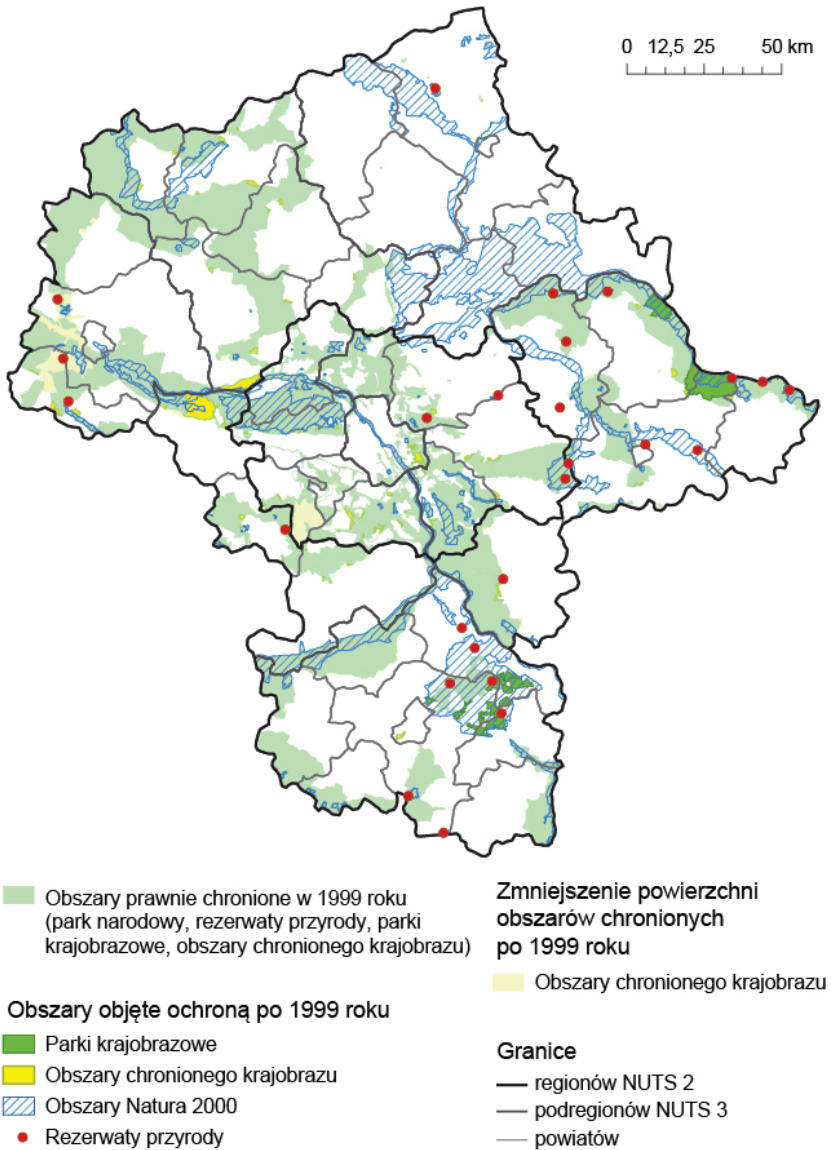 0 12,5 25 50 km
Obszary prawnie chronione w 1999 roku
(park narodowy, rezerwaty przyrody, parki
krajobrazowe, obszary chronionego krajobrazu)
Obszary objęte ochroną po 1999 roku
Parki krajobrazowe
Obszary chronionego krajobrazu
Obszary Natura 2000
Rezerwaty przyrody
Zmniejszenie powierzchni
obszarów chronionych
po 1999 roku
Obszary chronionego krajobrazu
Granice
regionów NUTS 2
podregionów NUTS 3
powiatów